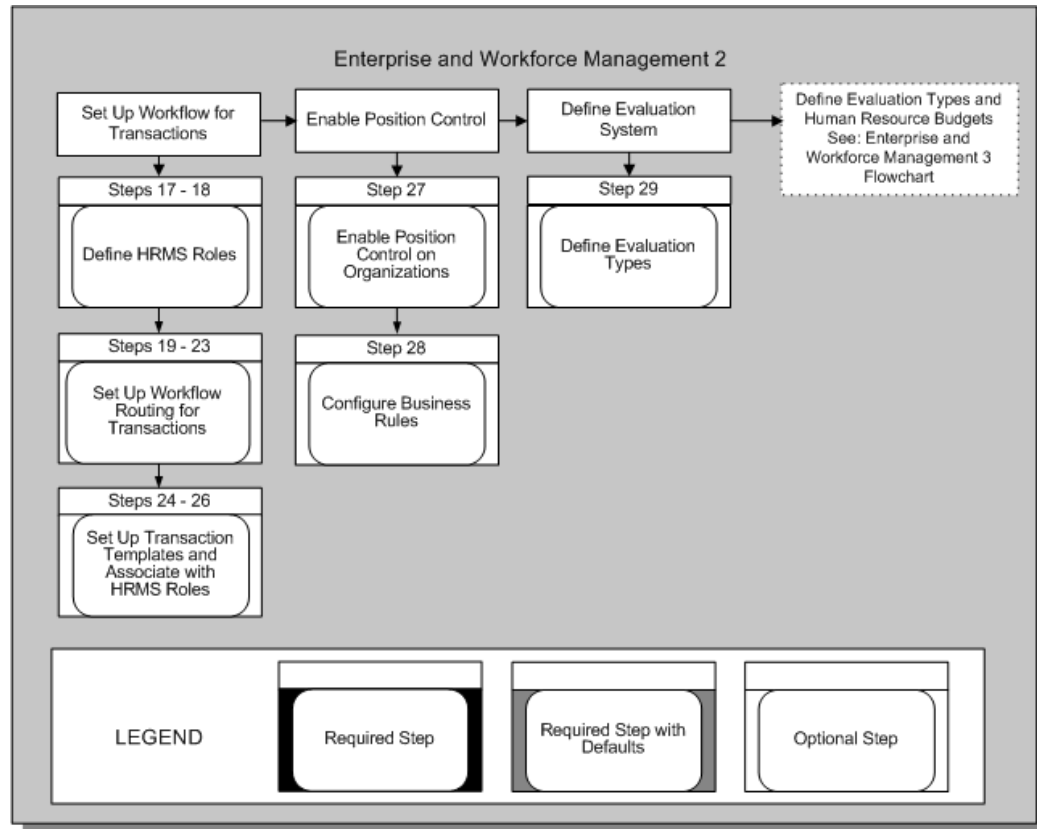 Enterprise and Workforce Management 2
Set Up Workflow for
Transactions
Enable Position Control
Define Evaluation
System
Define Evaluation Types and
Human Resource Budgets
See: Enterprise and
Workforce Management 3
Flowchart
Steps 17 - 18
Define HRMS Roles
Step 27
Enable Position
Control on
Organizations
Step 29
Define Evaluation
Types
Steps 19 - 23
Set Up Workflow
Routing for
Transactions
Step 28
Configure Business
Rules
Steps 24 - 26
Set Up Transaction
Templates and
Associate with
HRMS Roles
LEGEND
Required Step
Required Step with
Defaults
Optional Step